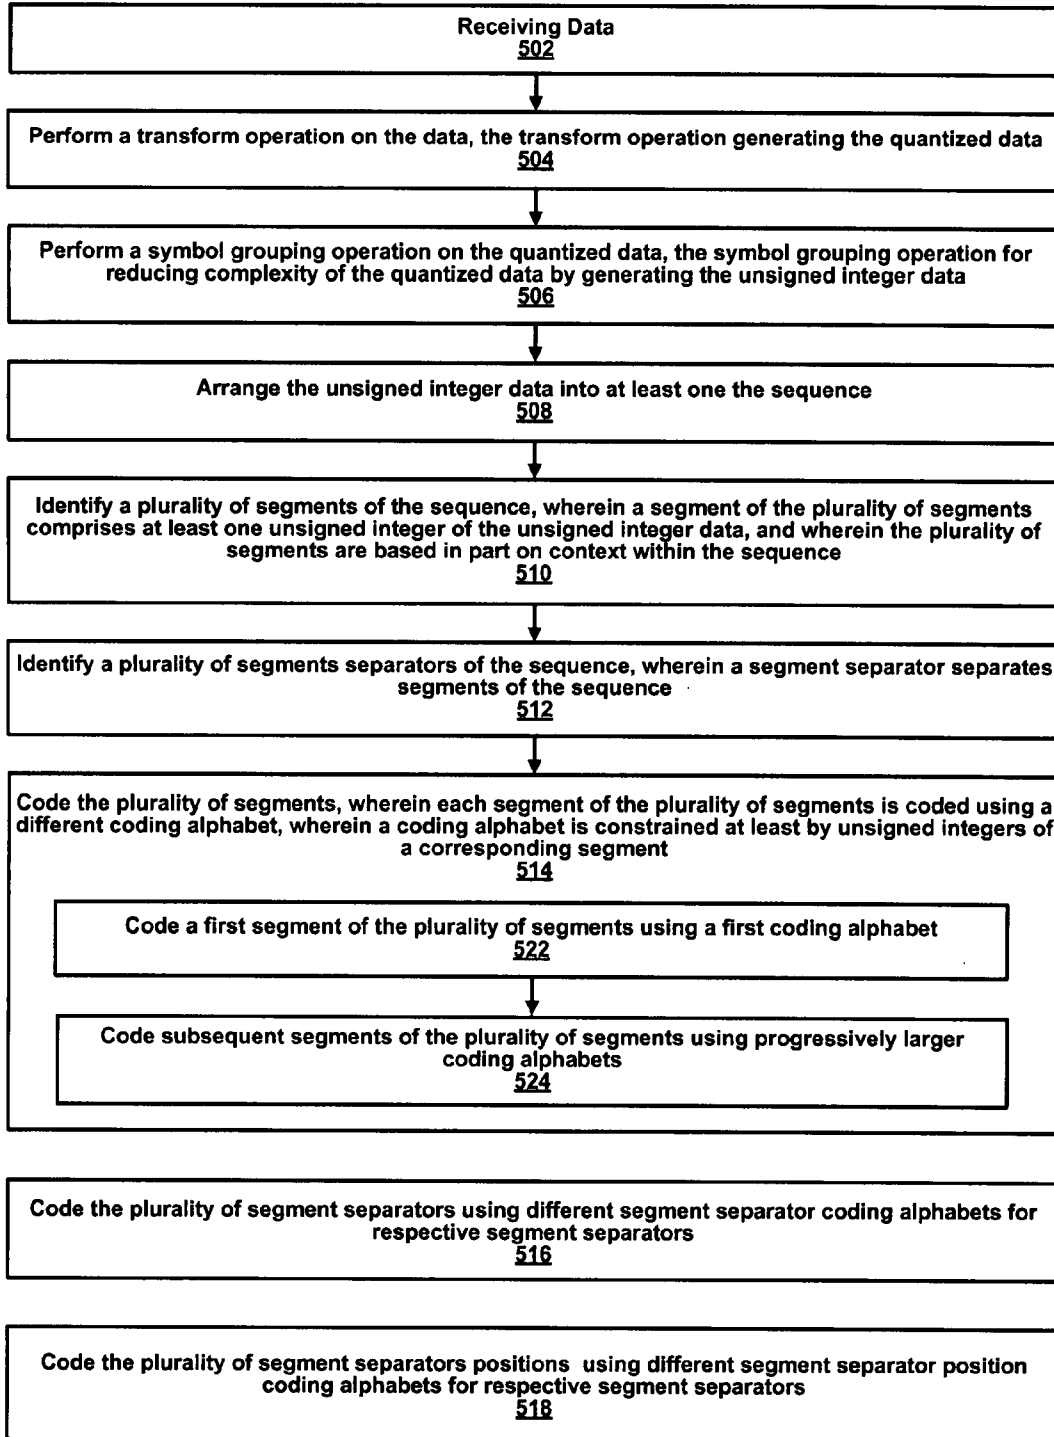 Receiving Data
502
Perform a transform operation on the data, the transform operation generating the quantized data
504
Perform a symbol grouping operation on the quantized data, the symbol grouping operation for
reducing complexity of the quantized data by generating the unsigned integer data
506
Arrange the unsigned integer data into at least one the sequence
508
Identify a plurality of segments of the sequence, wherein a segment of the plurality of segments
comprises at least one unsigned integer of the unsigned integer data, and wherein the plurality of
segments are based in part on context within the sequence
510
Identify a plurality of segments separators of the sequence, wherein a segment separator separates
segments of the sequence
512
Code the plurality of segments, wherein each segment of the plurality of segments is coded using a
different coding alphabet, wherein a coding alphabet is constrained at least by unsigned integers of
a corresponding segment
514
Code a first segment of the plurality of segments using a first coding alphabet
522
Code subsequent segments of the plurality of segments using progressively larger
coding alphabets
524
Code the plurality of segment separators using different segment separator coding alphabets for
respective segment separators
516
Code the plurality of segment separators positions using different segment separator position
coding alphabets for respective segment separators
518